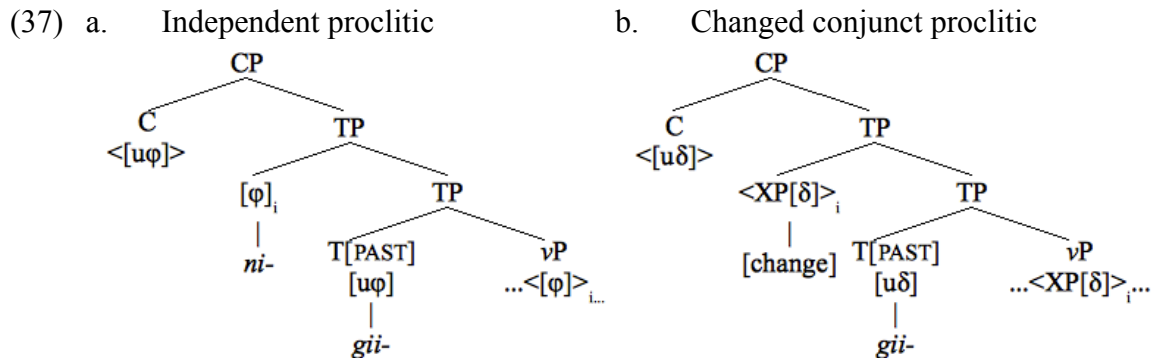 (37) a. Independent proclitic b. Changed conjunct proclitic
CP CP
C TP C TP
<[uφ]> <[uδ]>
[φ]i TP <XP[δ]>i TP
ni- T[PAST] vP [change] T[PAST] vP
[uφ] ...<[φ]>i... [uδ] ...<XP[δ]>i...
gii- gii-